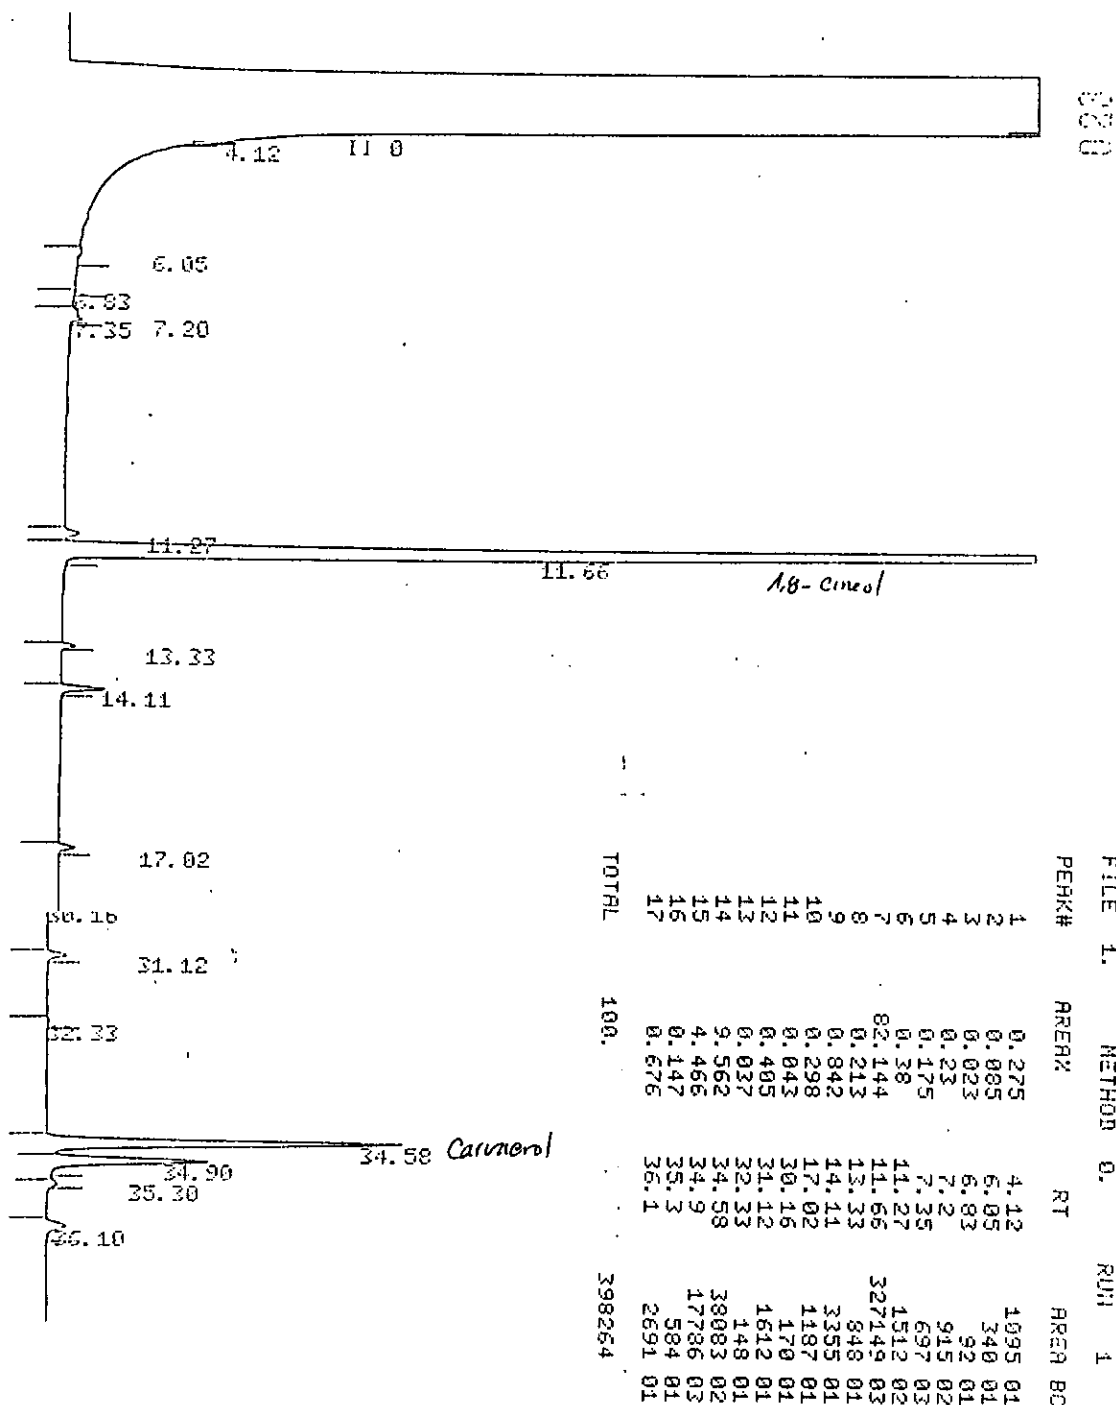 4.12 II 0
6.05
6.83
7.35 7.20
11.27
11.66
1,8-Cineol
13.33
14.11
17.02
30.16
31.12
32.33
34.58 Carvacrol
34.90
35.30
36.10
FILE 1. METHOD 0. RUN 1
PEAK# AREA% RT AREA BC
1 0.275 4.12 1095 01
2 0.085 6.05 340 01
3 0.023 6.83 92 01
4 0.23 7.2 915 02
5 0.175 7.35 697 03
6 0.38 11.27 1512 02
7 82.144 11.66 327149 03
8 0.213 13.33 848 01
9 0.842 14.11 3355 01
10 0.298 17.02 1187 01
11 0.043 30.16 170 01
12 0.405 31.12 1612 01
13 0.037 32.33 148 01
14 9.562 34.58 38083 02
15 4.466 34.9 17786 03
16 0.147 35.3 584 01
17 0.676 36.1 2691 01
TOTAL 100. 398264